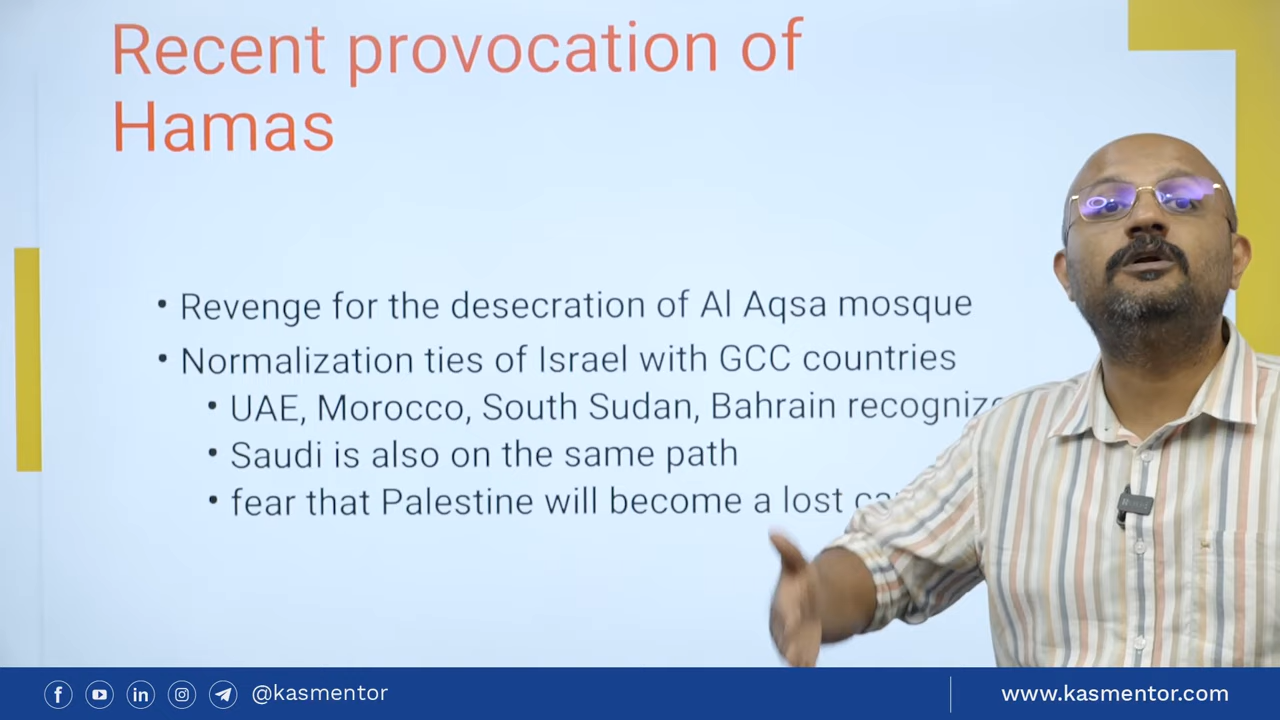 Recent provocation of
Hamas
• Revenge for the desecration of Al Aqsa mosque
• Normalization ties of Israel with GCC countries
• UAE, Morocco, South Sudan, Bahrain
• Saudi is also on the same path
• fear that Palestine will become a lost
@kasmentor
www.kasmentor.com